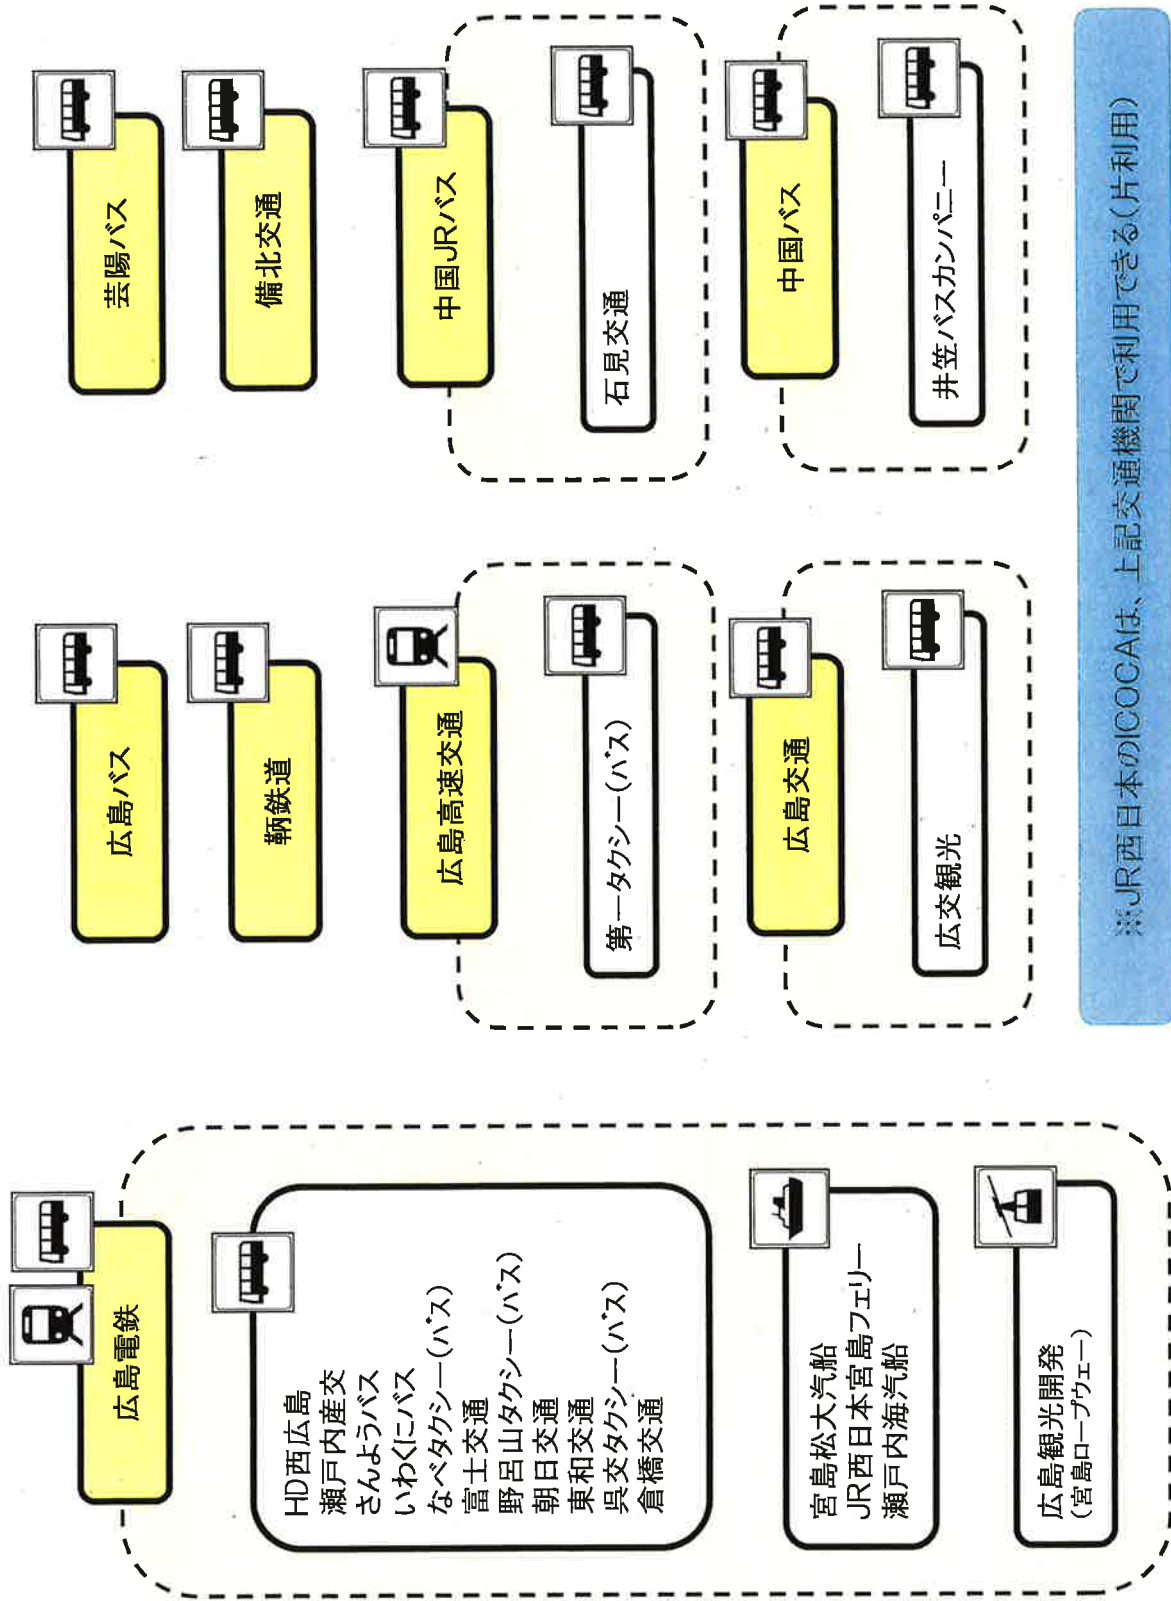 広島電鉄
HD西広島
瀬戸内産交
さんようバス
いわくにバス
なべタクシー(バス)
富士交通
野呂山タクシー(バス)
朝日交通
東和交通
呉交タクシー(バス)
倉橋交通
宮島松大汽船
JR西日本宮島フェリー
瀬戸内海汽船
広島観光開発
(宮島ロープウェー)
広島バス
鞆鉄道
広島高速交通
第一タクシー(バス)
広島交通
広交観光
芸陽バス
備北交通
中国JRバス
石見交通
中国バス
井笠バスカンパニー
※JR西日本のICOCAは、上記交通機関で利用できる(片利用)